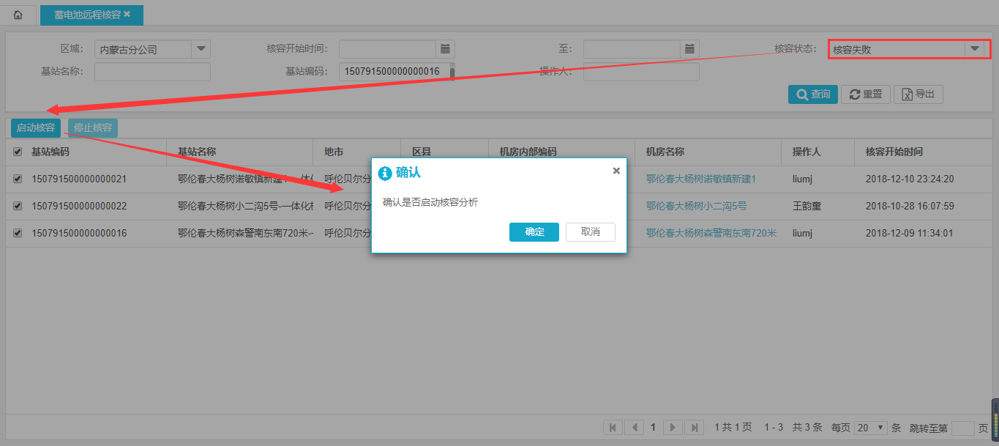 蓄电池远程核容 ×
区域： 内蒙古分公司 核容开始时间： 至： 核容状态： 核容失败
基站名称： 基站编码： 150791500000000016 操作人：
查询 重置 导出
启动核容 停止核容
基站编码 基站名称 地市 区县 机房内部编码 机房名称 操作人 核容开始时间
150791500000000021 鄂伦春大杨树诺敏镇新建1-一体 呼伦贝尔分 鄂伦春大杨树诺敏镇新建1 liumj 2018-12-10 23:24:20
150791500000000022 鄂伦春大杨树小二沟5号-一体化 呼伦贝尔分 鄂伦春大杨树小二沟5号 王韵童 2018-10-28 16:07:59
150791500000000016 鄂伦春大杨树森警南东南720米- 呼伦贝尔分 鄂伦春大杨树森警南东南720米 liumj 2018-12-09 11:34:01
确认 ×
确认是否启动核容分析
确定 取消
1 1 共 1 页 1 - 3 共 3 条 每页 20 条 跳转至第 页